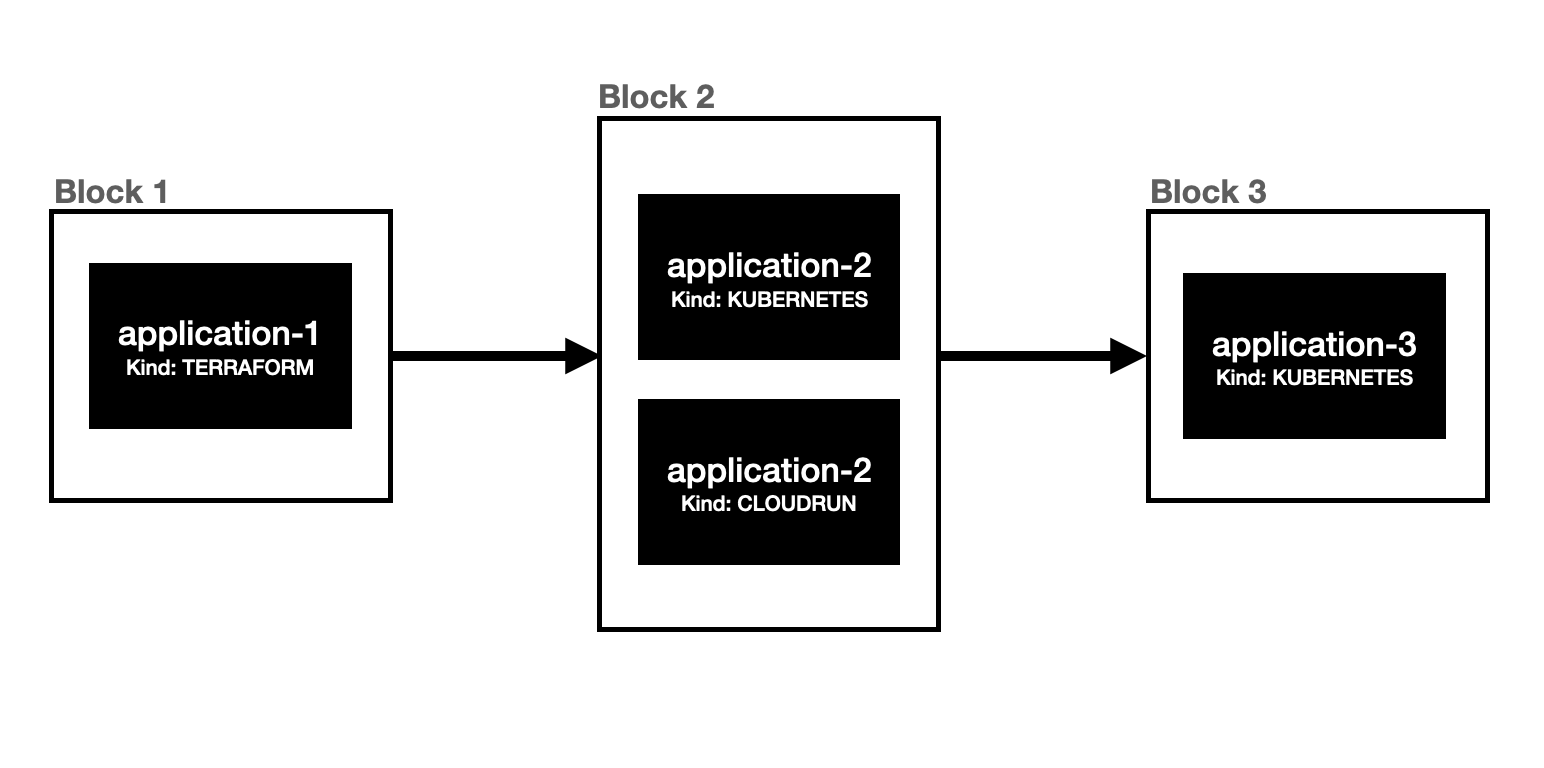 Block 1
application-1
Kind: TERRAFORM
Block 2
application-2
Kind: KUBERNETES
application-2
Kind: CLOUDRUN
Block 3
application-3
Kind: KUBERNETES